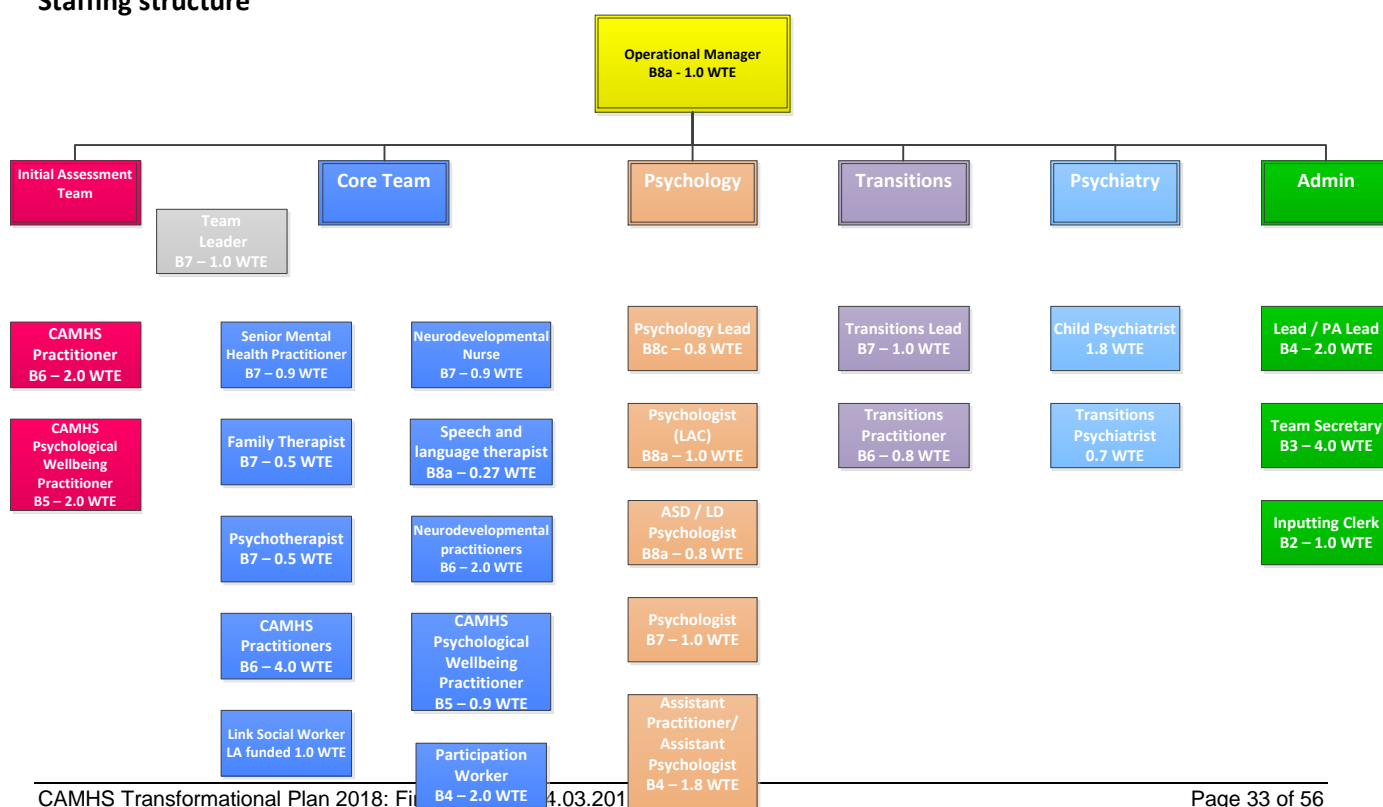 Staffing structure
Operational Manager
B8a - 1.0 WTE
Initial Assessment
Team
Core Team
Psychology
Transitions
Psychiatry
Admin
Team
Leader
B7 – 1.0 WTE
CAMHS
Practitioner
B6 – 2.0 WTE
CAMHS
Psychological
Wellbeing
Practitioner
B5 – 2.0 WTE
Senior Mental
Health Practitioner
B7 – 0.9 WTE
Family Therapist
B7 – 0.5 WTE
Psychotherapist
B7 – 0.5 WTE
CAMHS
Practitioners
B6 – 4.0 WTE
Link Social Worker
LA funded 1.0 WTE
Neurodevelopmental
Nurse
B7 – 0.9 WTE
Speech and
language therapist
B8a – 0.27 WTE
Neurodevelopmental
practitioners
B6 – 2.0 WTE
CAMHS
Psychological
Wellbeing
Practitioner
B5 – 0.9 WTE
Participation
Worker
B4 – 2.0 WTE
Psychology Lead
B8c – 0.8 WTE
Psychologist
(LAC)
B8a – 1.0 WTE
ASD / LD
Psychologist
B8a – 0.8 WTE
Psychologist
B7 – 1.0 WTE
Assistant
Practitioner/
Assistant
Psychologist
B4 – 1.8 WTE
Transitions Lead
B7 – 1.0 WTE
Transitions
Practitioner
B6 – 0.8 WTE
Child Psychiatrist
1.8 WTE
Transitions
Psychiatrist
0.7 WTE
Lead / PA Lead
B4 – 2.0 WTE
Team Secretary
B3 – 4.0 WTE
Inputting Clerk
B2 – 1.0 WTE
CAMHS Transformational Plan 2018: Fi 4.03.201
Page 33 of 56